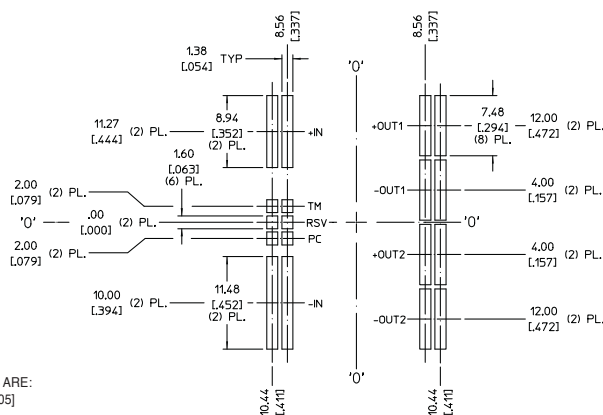 8.56
[.337]
8.56
[.337]
1.38
[.054]
TYP
'0'
11.27
[.444]
(2) PL.
8.94
[.352]
(2) PL.
+IN
+OUT1
7.48
[.294]
(8) PL.
12.00
[.472]
(2) PL.
1.60
[.063]
(6) PL.
2.00
[.079]
(2) PL.
TM
-OUT1
4.00
[.157]
(2) PL.
'0'
.00
[.000]
(2) PL.
RSV
'0'
2.00
[.079]
(2) PL.
PC
+OUT2
4.00
[.157]
(2) PL.
10.00
[.394]
(2) PL.
11.48
[.452]
(2) PL.
-IN
-OUT2
12.00
[.472]
(2) PL.
'0'
ARE:
05]
10.44
[.411]
10.44
[.411]